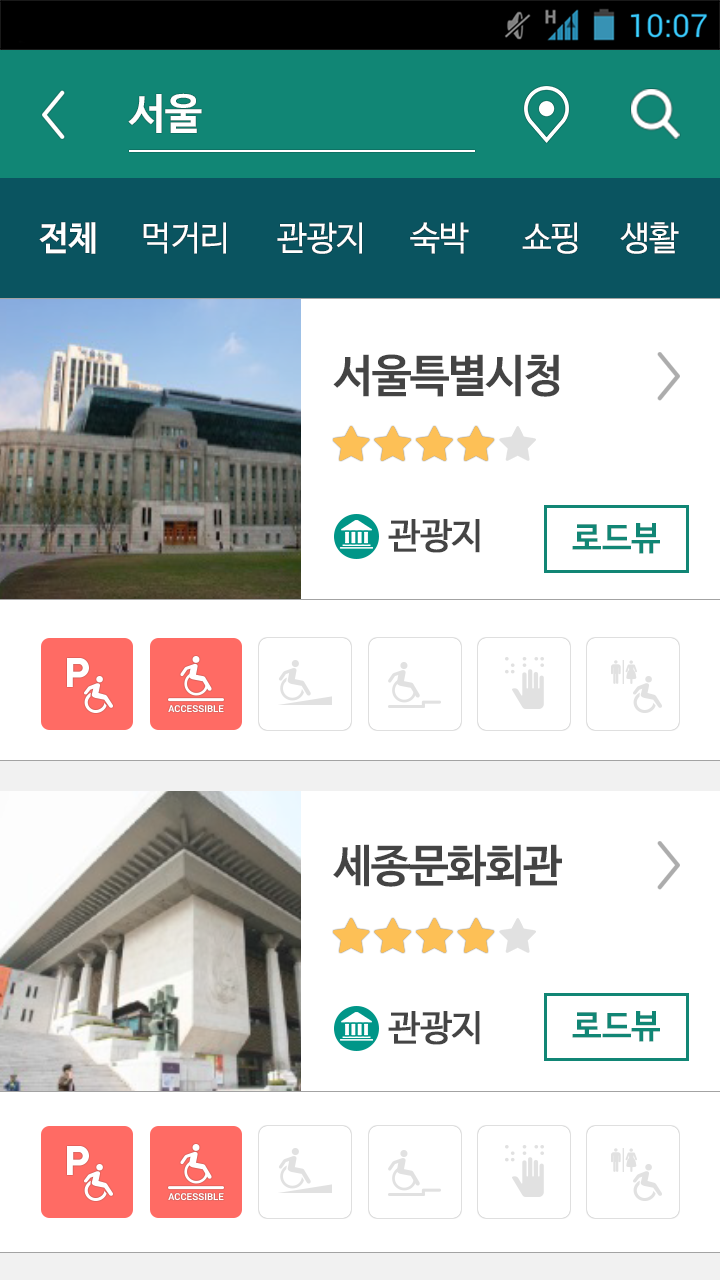 H 10:07
서울
전체 먹거리 관광지 숙박 쇼핑 생활
서울특별시청
관광지 로드뷰
P
ACCESSIBLE
세종문화회관
관광지 로드뷰
P
ACCESSIBLE